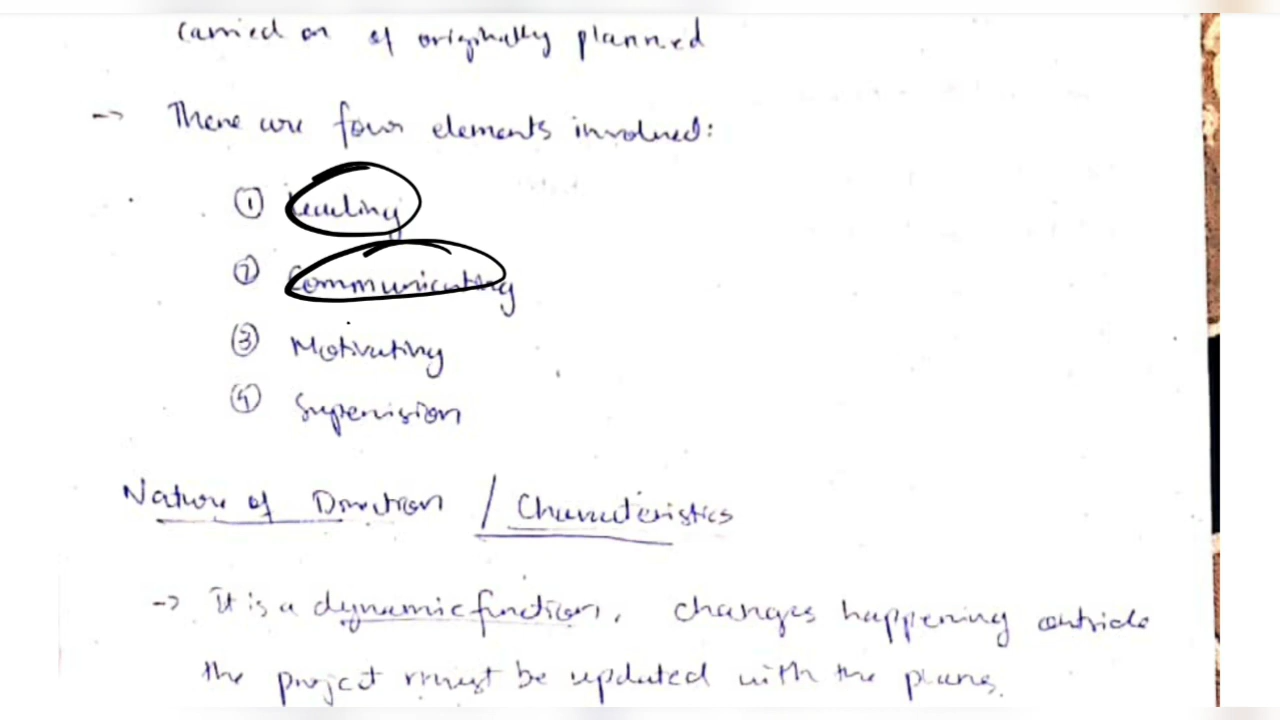 carried on of originally planned
-> There are four elements involved:
① Leading
② Communicating
③ Motivating
④ Supervision
Nature of Direction / Characteristics
-> It is a dynamic function, changes happening outside
the project must be updated with the plans.